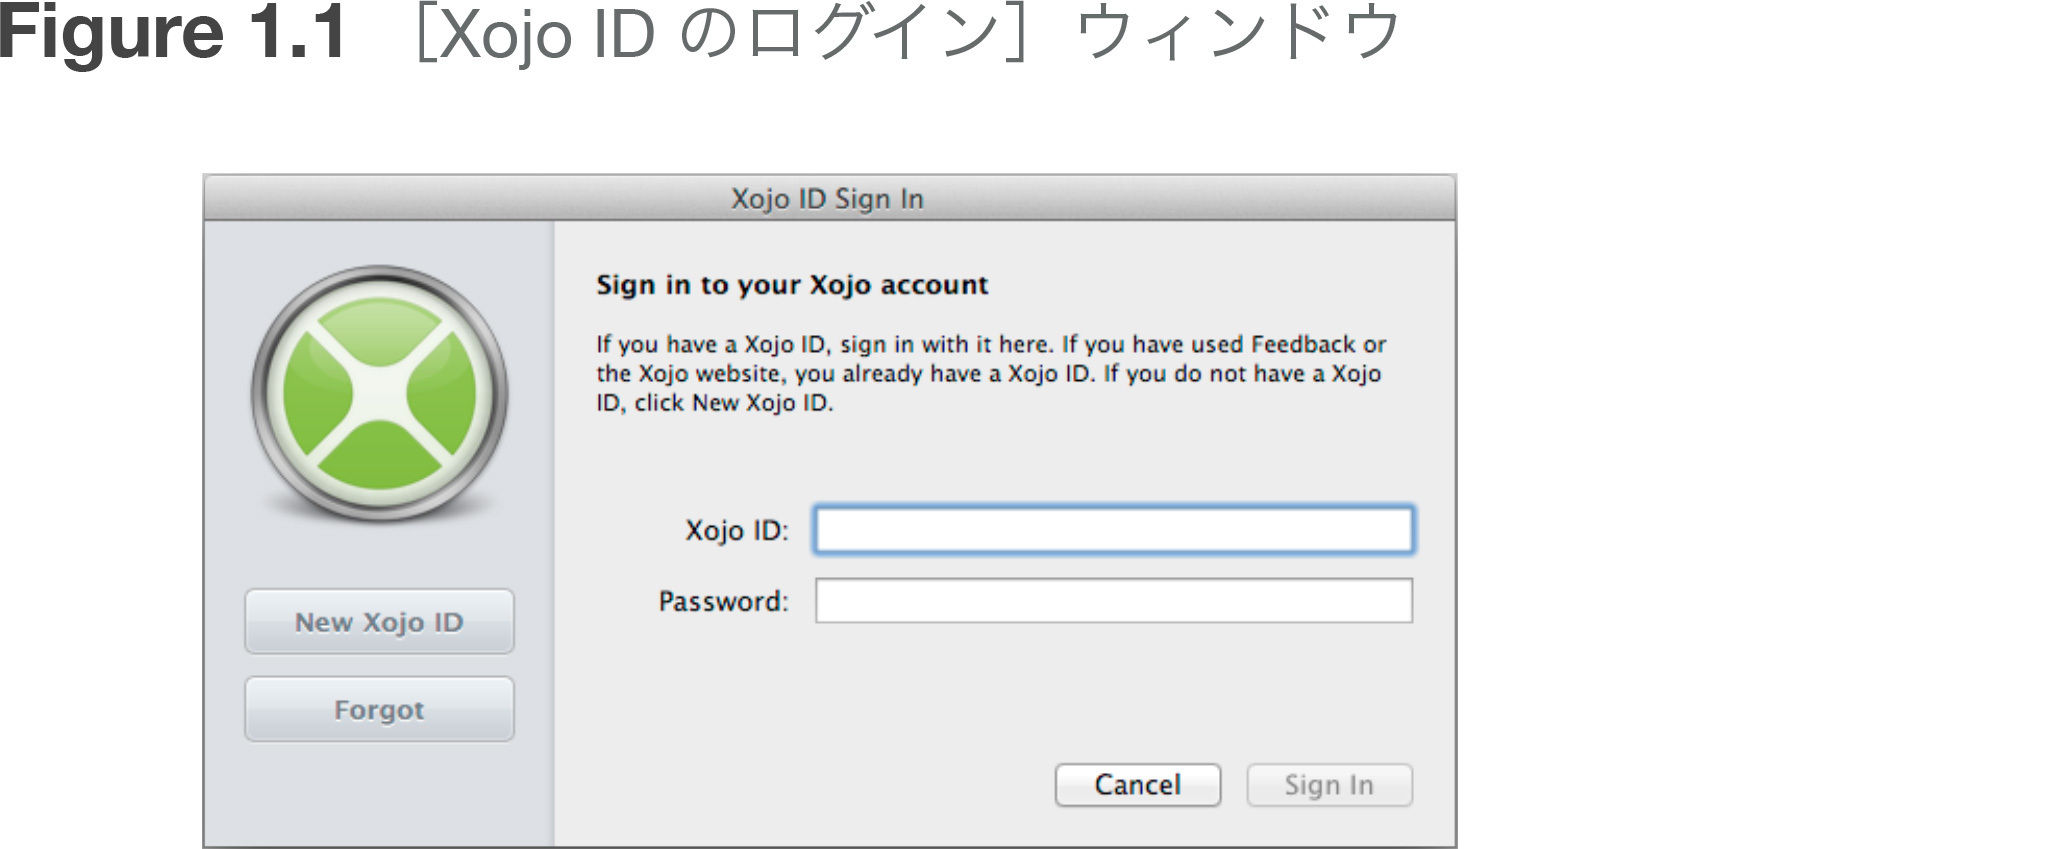 Figure 1.1 ［Xojo ID のログイン］ウィンドウ
Xojo ID Sign In
Sign in to your Xojo account
If you have a Xojo ID, sign in with it here. If you have used Feedback or
the Xojo website, you already have a Xojo ID. If you do not have a Xojo
ID, click New Xojo ID.
Xojo ID:
Password:
New Xojo ID
Forgot
Cancel
Sign In